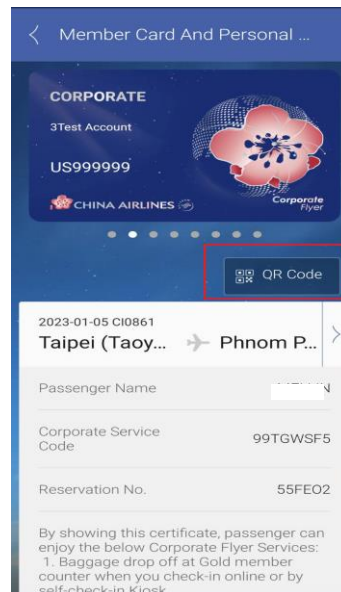 Member Card And Personal ...
CORPORATE
3Test Account
US999999
CHINA AIRLINES
Corporate
Flyer
QR Code
2023-01-05 CI0861
Taipei (Taoy... Phnom P...
Passenger Name
Corporate Service
Code
99TGWSF5
Reservation No. 55FEO2
By showing this certificate, passenger can
enjoy the below Corporate Flyer Services:
1. Baggage drop off at Gold member
counter when you check-in online or by
self-check-in Kiosk